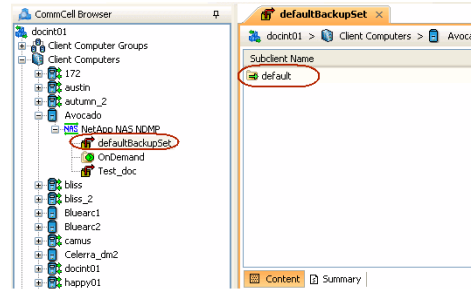 CommCell Browser
docint01
Client Computer Groups
Client Computers
172
austin
autumn_2
Avocado
NAS NetApp NAS NDMP
defaultBackupSet
OnDemand
Test_doc
bliss
bliss_2
Bluearc1
Bluearc2
camus
Celerra_dm2
docint01
happy01
defaultBackupSet
docint01 > Client Computers > Avoca
Subclient Name
default
Content
Summary